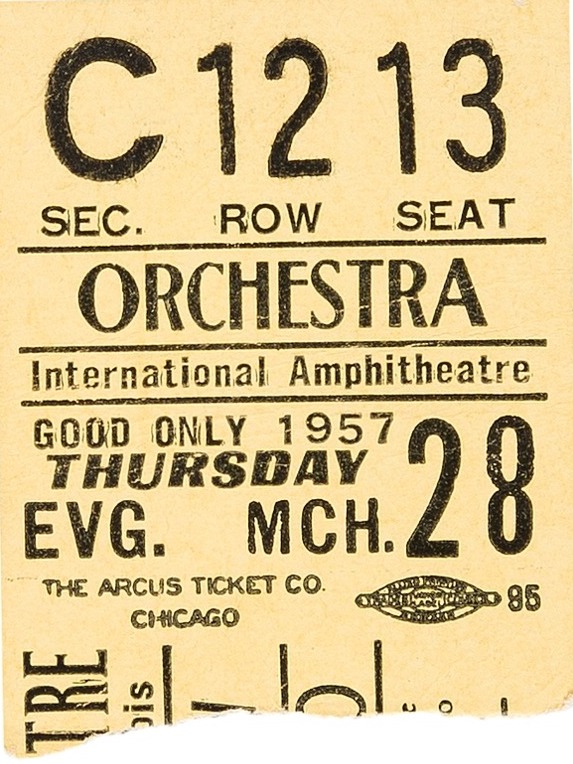 C 12 13
SEC. ROW SEAT
ORCHESTRA
International Amphitheatre
GOOD ONLY 1957
THURSDAY
EVG. MCH. 28
THE ARCUS TICKET CO.
CHICAGO
95
TRE
ois